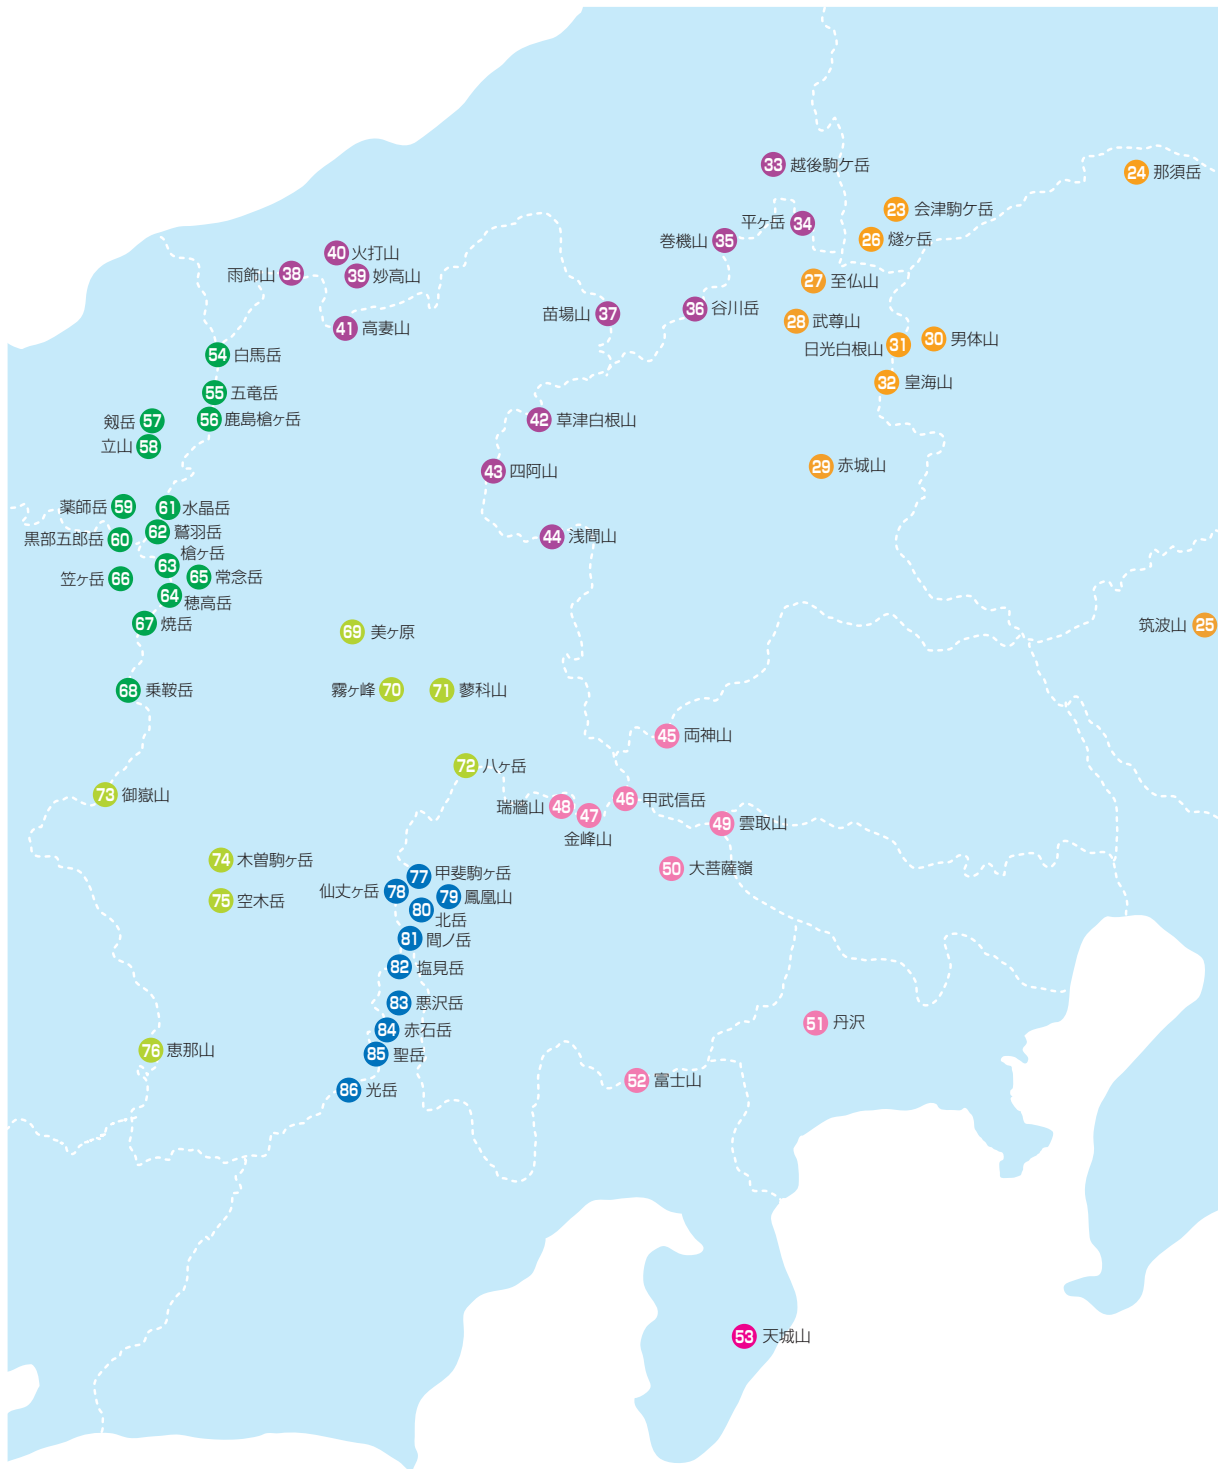 33 越後駒ケ岳
24 那須岳
23 会津駒ケ岳
平ヶ岳 34
巻機山 35
26 燧ヶ岳
40 火打山
雨飾山 38
39 妙高山
27 至仏山
苗場山 37
36 谷川岳
28 武尊山
41 高妻山
30 男体山
日光白根山 31
54 白馬岳
32 皇海山
55 五竜岳
剱岳 57
56 鹿島槍ヶ岳
42 草津白根山
立山 58
29 赤城山
43 四阿山
薬師岳 59
61 水晶岳
62 鷲羽岳
黒部五郎岳 60
44 浅間山
63 槍ヶ岳
笠ヶ岳 66
65 常念岳
64 穂高岳
67 焼岳
69 美ヶ原
筑波山 25
68 乗鞍岳
霧ヶ峰 70
71 蓼科山
45 両神山
72 八ヶ岳
73 御嶽山
瑞牆山 48
46 甲武信岳
47
金峰山
49 雲取山
74 木曽駒ヶ岳
50 大菩薩嶺
77 甲斐駒ヶ岳
仙丈ヶ岳 78
79 鳳凰山
75 空木岳
80 北岳
81 間ノ岳
82 塩見岳
83 悪沢岳
51 丹沢
84 赤石岳
76 恵那山
85 聖岳
52 富士山
86 光岳
53 天城山